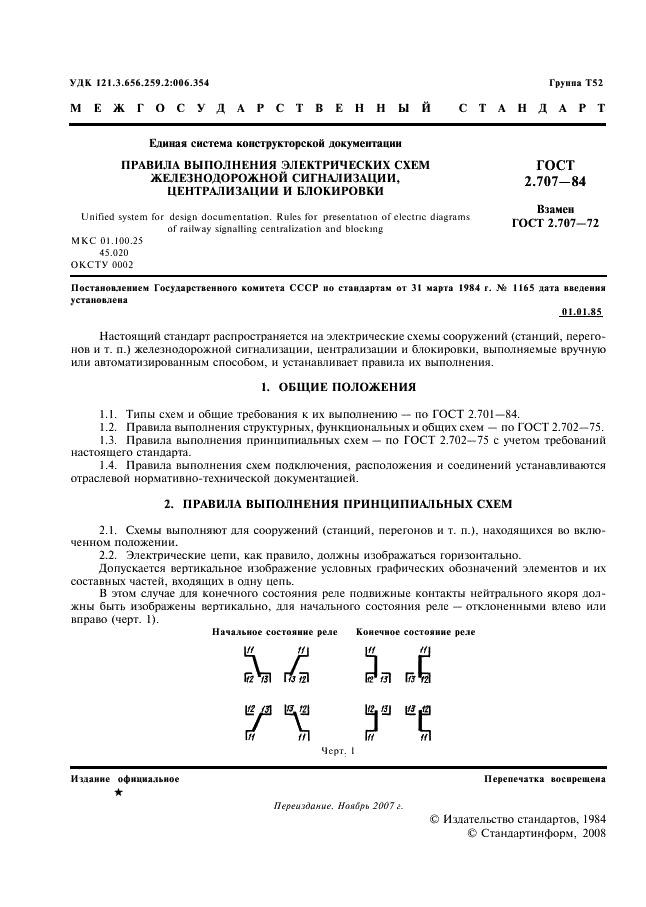 УДК 121.3.656.259.2:006.354
Группа Т52
МЕЖГОСУДАРСТВЕННЫЙ СТАНДАРТ
Единая система конструкторской документации
ПРАВИЛА ВЫПОЛНЕНИЯ ЭЛЕКТРИЧЕСКИХ СХЕМ
ЖЕЛЕЗНОДОРОЖНОЙ СИГНАЛИЗАЦИИ,
ЦЕНТРАЛИЗАЦИИ И БЛОКИРОВКИ
Unified system for design documentation. Rules for presentation of electric diagrams
of railway signalling centralization and blocking
ГОСТ
2.707—84
Взамен
ГОСТ 2.707—72
МКС 01.100.25
45.020
ОКСТУ 0002
Постановлением Государственного комитета СССР по стандартам от 31 марта 1984 г. № 1165 дата введения
установлена
01.01.85
Настоящий стандарт распространяется на электрические схемы сооружений (станций, перего-
нов и т. п.) железнодорожной сигнализации, централизации и блокировки, выполняемые вручную
или автоматизированным способом, и устанавливает правила их выполнения.
1. ОБЩИЕ ПОЛОЖЕНИЯ
1.1. Типы схем и общие требования к их выполнению — по ГОСТ 2.701—84.
1.2. Правила выполнения структурных, функциональных и общих схем — по ГОСТ 2.702—75.
1.3. Правила выполнения принципиальных схем — по ГОСТ 2.702—75 с учетом требований
настоящего стандарта.
1.4. Правила выполнения схем подключения, расположения и соединений устанавливаются
отраслевой нормативно-технической документацией.
2. ПРАВИЛА ВЫПОЛНЕНИЯ ПРИНЦИПИАЛЬНЫХ СХЕМ
2.1. Схемы выполняют для сооружений (станций, перегонов и т. п.), находящихся во вклю-
ченном положении.
2.2. Электрические цепи, как правило, должны изображаться горизонтально.
Допускается вертикальное изображение условных графических обозначений элементов и их
составных частей, входящих в одну цепь.
В этом случае для конечного состояния реле подвижные контакты нейтрального якоря дол-
жны быть изображены вертикально, для начального состояния реле — отклоненными влево или
вправо (черт. 1).
Начальное состояние реле Конечное состояние реле
11 11 11 11
12 13 13 12 12 13 13 12
12 13 13 12 12 13 13 12
11 11 11 11
Черт. 1
Издание официальное
Перепечатка воспрещена
★
Переиздание. Ноябрь 2007 г.
© Издательство стандартов, 1984
© Стандартинформ, 2008